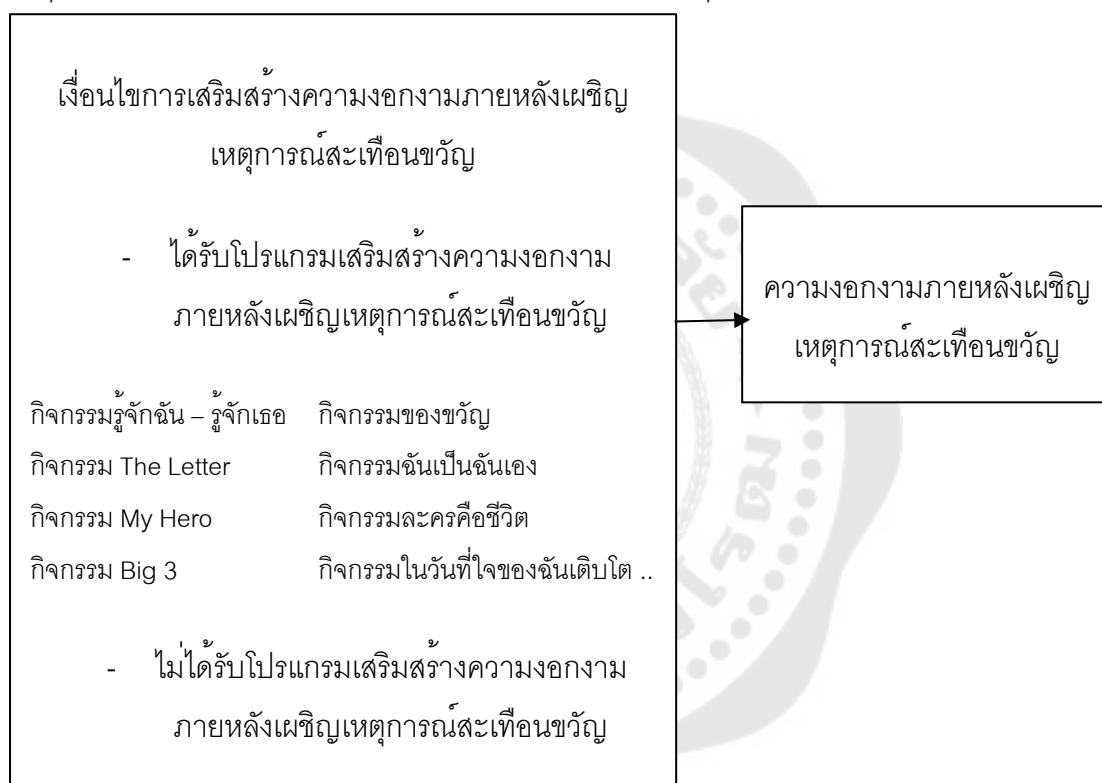 เงื่อนไขการเสริมสร้างความงอกงามภายหลังเผชิญ
เหตุการณ์สะเทือนขวัญ
- ได้รับโปรแกรมเสริมสร้างความงอกงาม
ภายหลังเผชิญเหตุการณ์สะเทือนขวัญ
กิจกรรมรู้จักฉัน – รู้จักเธอ กิจกรรมของขวัญ
กิจกรรม The Letter กิจกรรมฉันเป็นฉันเอง
กิจกรรม My Hero กิจกรรมละครคือชีวิต
กิจกรรม Big 3 กิจกรรมในวันที่ใจของฉันเติบโต ..
- ไม่ได้รับโปรแกรมเสริมสร้างความงอกงาม
ภายหลังเผชิญเหตุการณ์สะเทือนขวัญ
ความงอกงามภายหลังเผชิญ
เหตุการณ์สะเทือนขวัญ